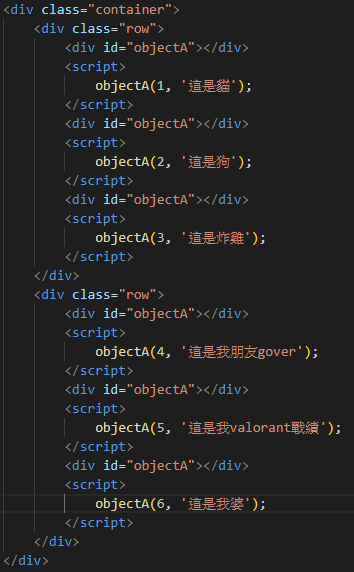 <div class="container">
<div class="row">
<div id="objectA"></div>
<script>
objectA(1, '這是貓');
</script>
<div id="objectA"></div>
<script>
objectA(2, '這是狗');
</script>
<div id="objectA"></div>
<script>
objectA(3, '這是炸雞');
</script>
</div>
<div class="row">
<div id="objectA"></div>
<script>
objectA(4, '這是我朋友gover');
</script>
<div id="objectA"></div>
<script>
objectA(5, '這是我valorant戰績');
</script>
<div id="objectA"></div>
<script>
objectA(6, '這是我婆');
</script>
</div>
</div>